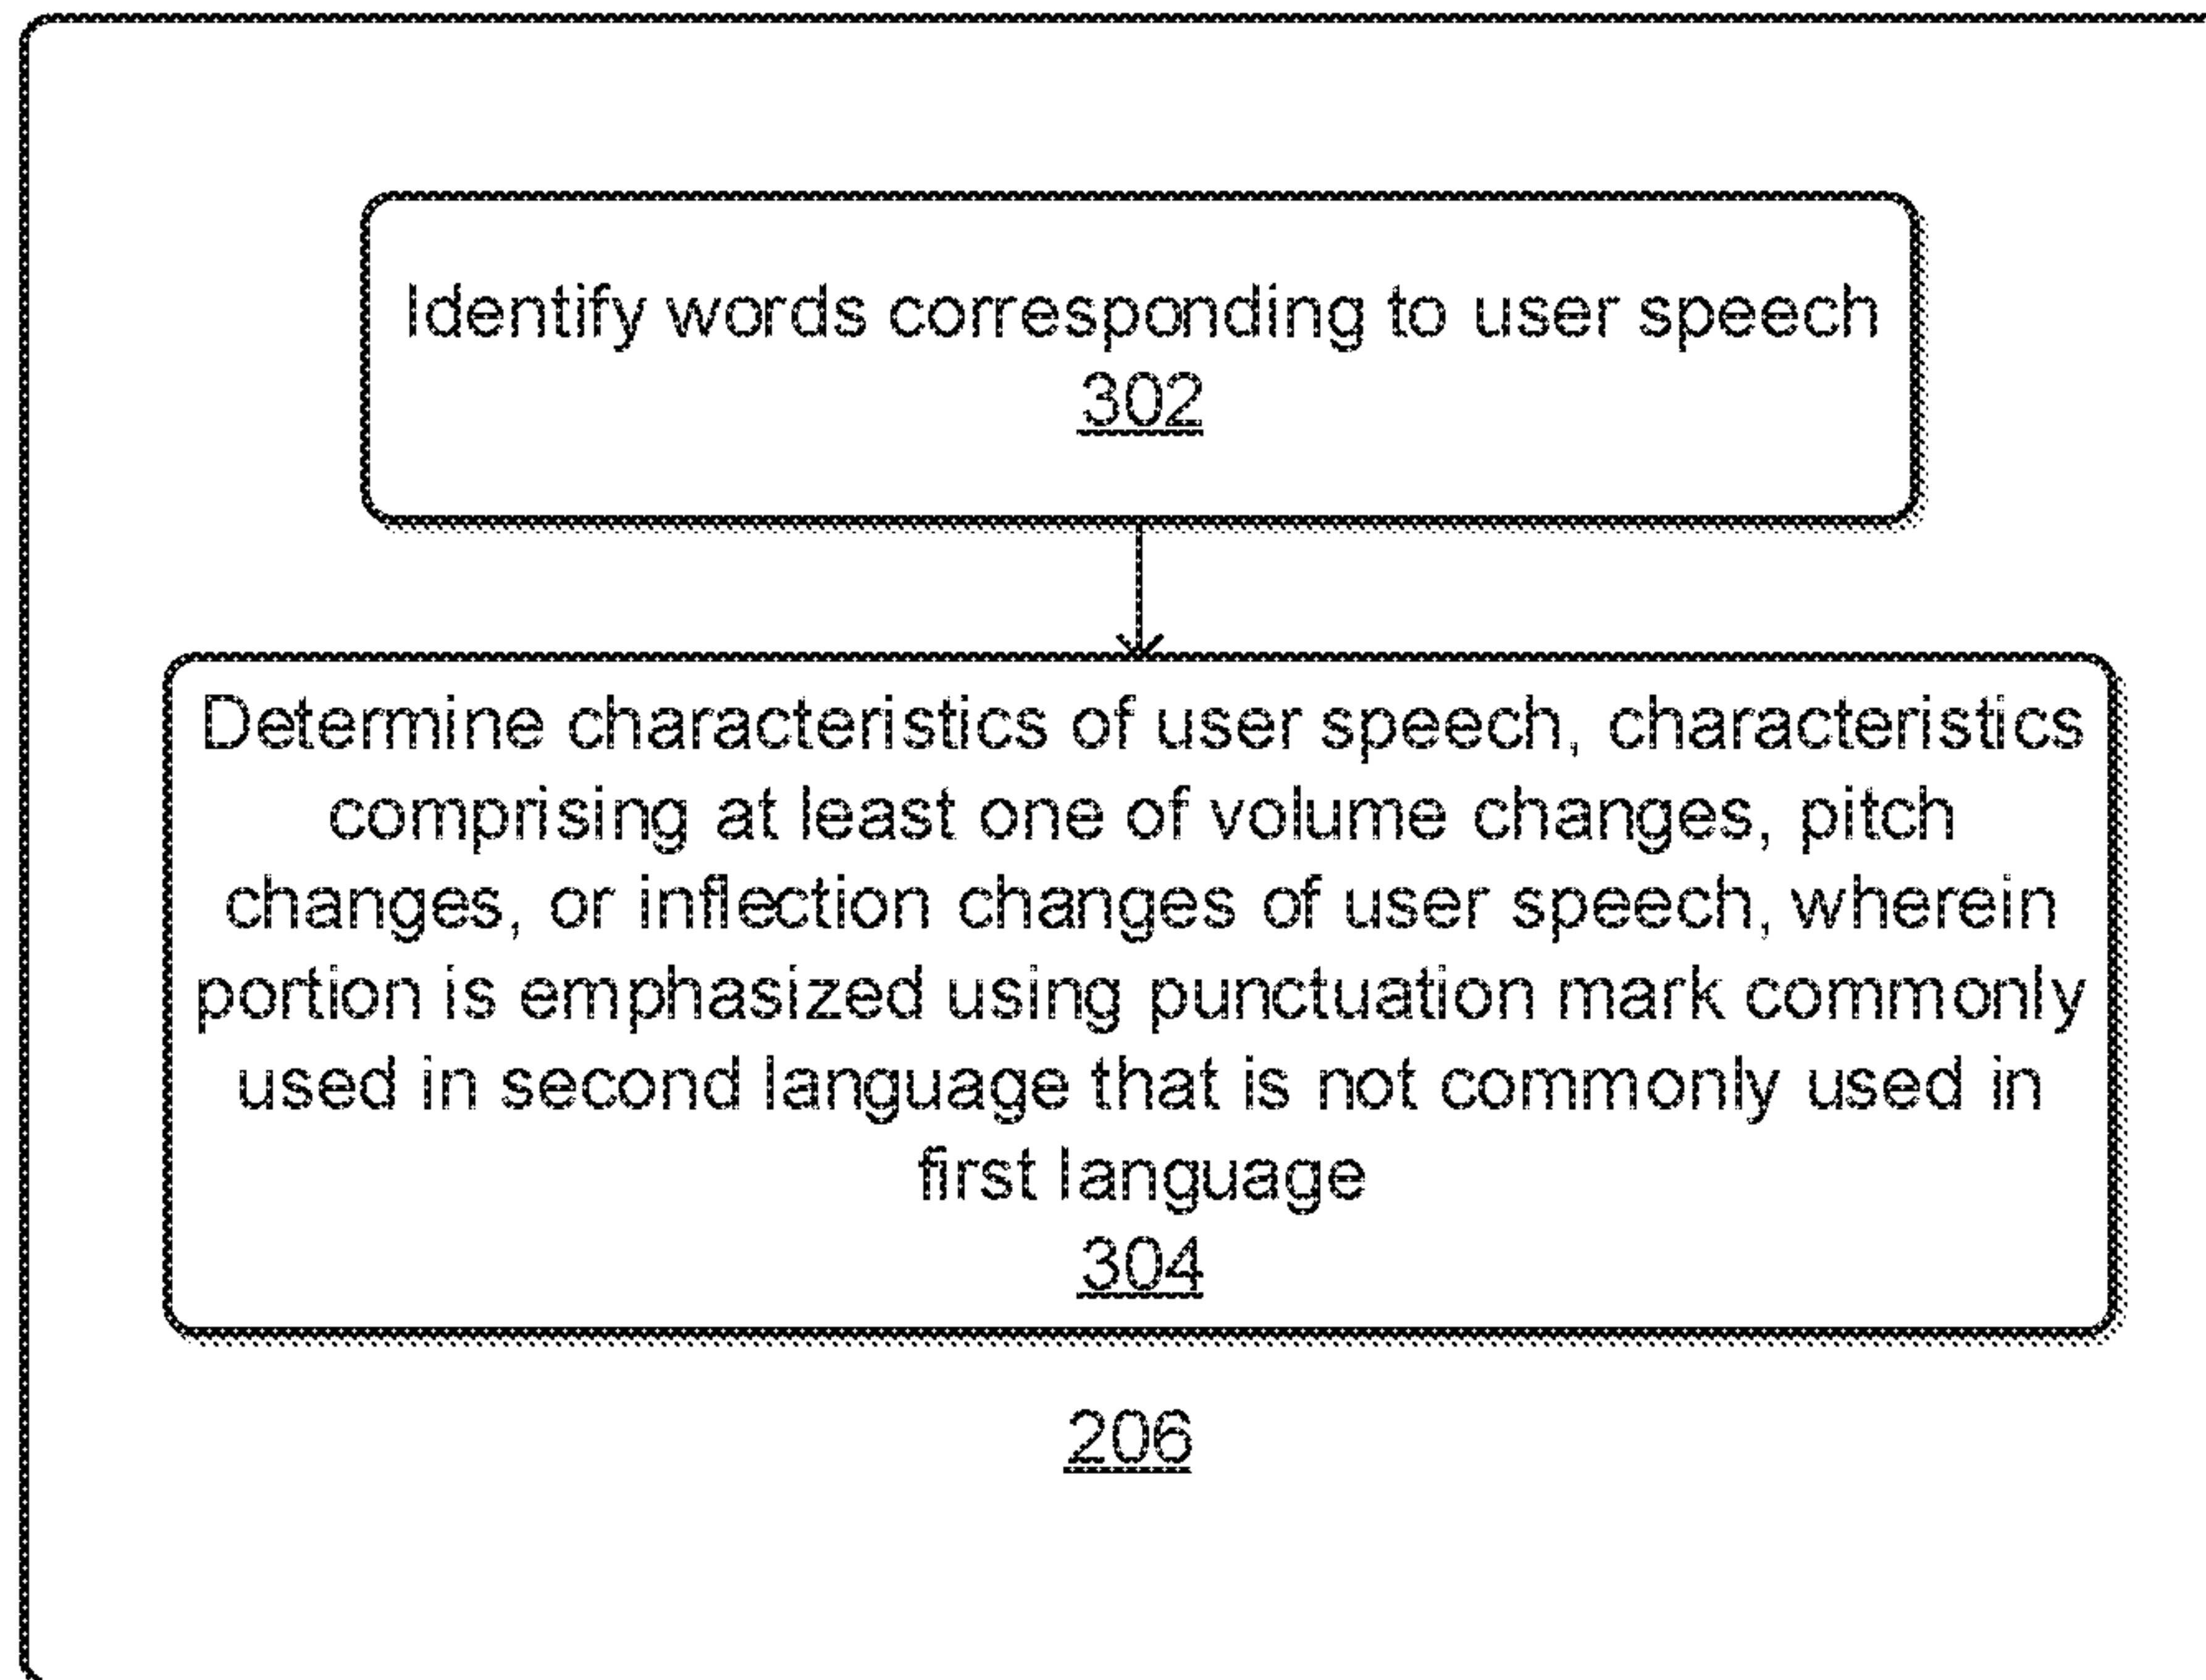 Identify words corresponding to user speech
302
Determine characteristics of user speech, characteristics
comprising at least one of volume changes, pitch
changes, or inflection changes of user speech, wherein
portion is emphasized using punctuation mark commonly
used in second language that is not commonly used in
first language
304
206